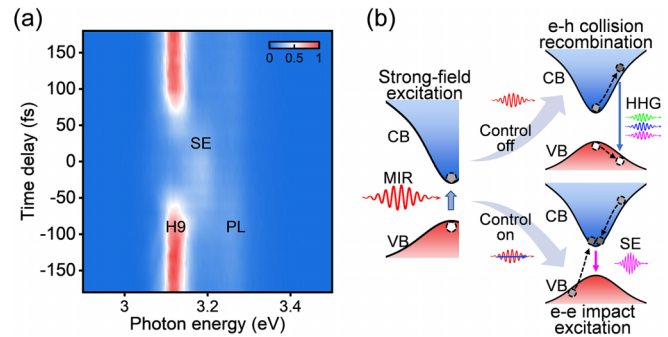 (a)
Time delay (fs)
150
100
50
0
-50
-100
-150
0 0.5 1
SE
H9 PL
3 3.2 3.4
Photon energy (eV)
(b)
Strong-field
excitation
CB
MIR
VB
Control
off
Control
on
e-h collision
recombination
CB
HHG
VB
CB
SE
VB
e-e impact
excitation